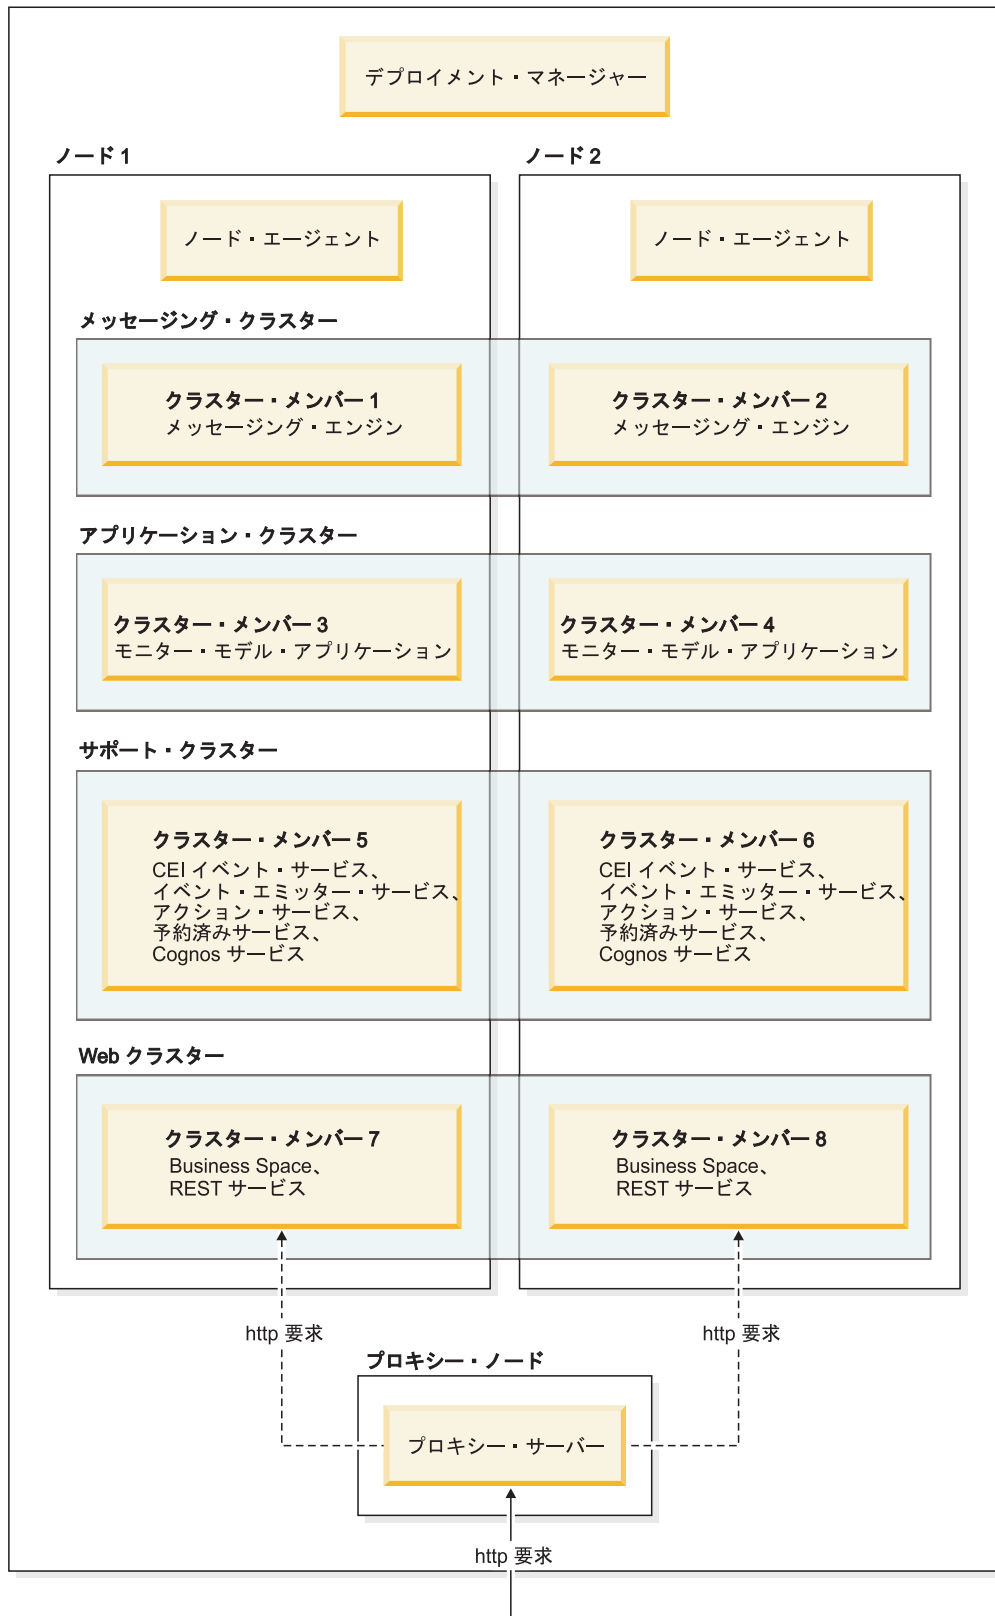 デプロイメント・マネージャー
ノード 1
ノード 2
ノード・エージェント
ノード・エージェント
メッセージング・クラスター
クラスター・メンバー 1
メッセージング・エンジン
クラスター・メンバー 2
メッセージング・エンジン
アプリケーション・クラスター
クラスター・メンバー 3
モニター・モデル・アプリケーション
クラスター・メンバー 4
モニター・モデル・アプリケーション
サポート・クラスター
クラスター・メンバー 5
CEI イベント・サービス、
イベント・エミッター・サービス、
アクション・サービス、
予約済みサービス、
Cognos サービス
クラスター・メンバー 6
CEI イベント・サービス、
イベント・エミッター・サービス、
アクション・サービス、
予約済みサービス、
Cognos サービス
Web クラスター
クラスター・メンバー 7
Business Space、
REST サービス
クラスター・メンバー 8
Business Space、
REST サービス
http 要求
http 要求
プロキシー・ノード
プロキシー・サーバー
http 要求